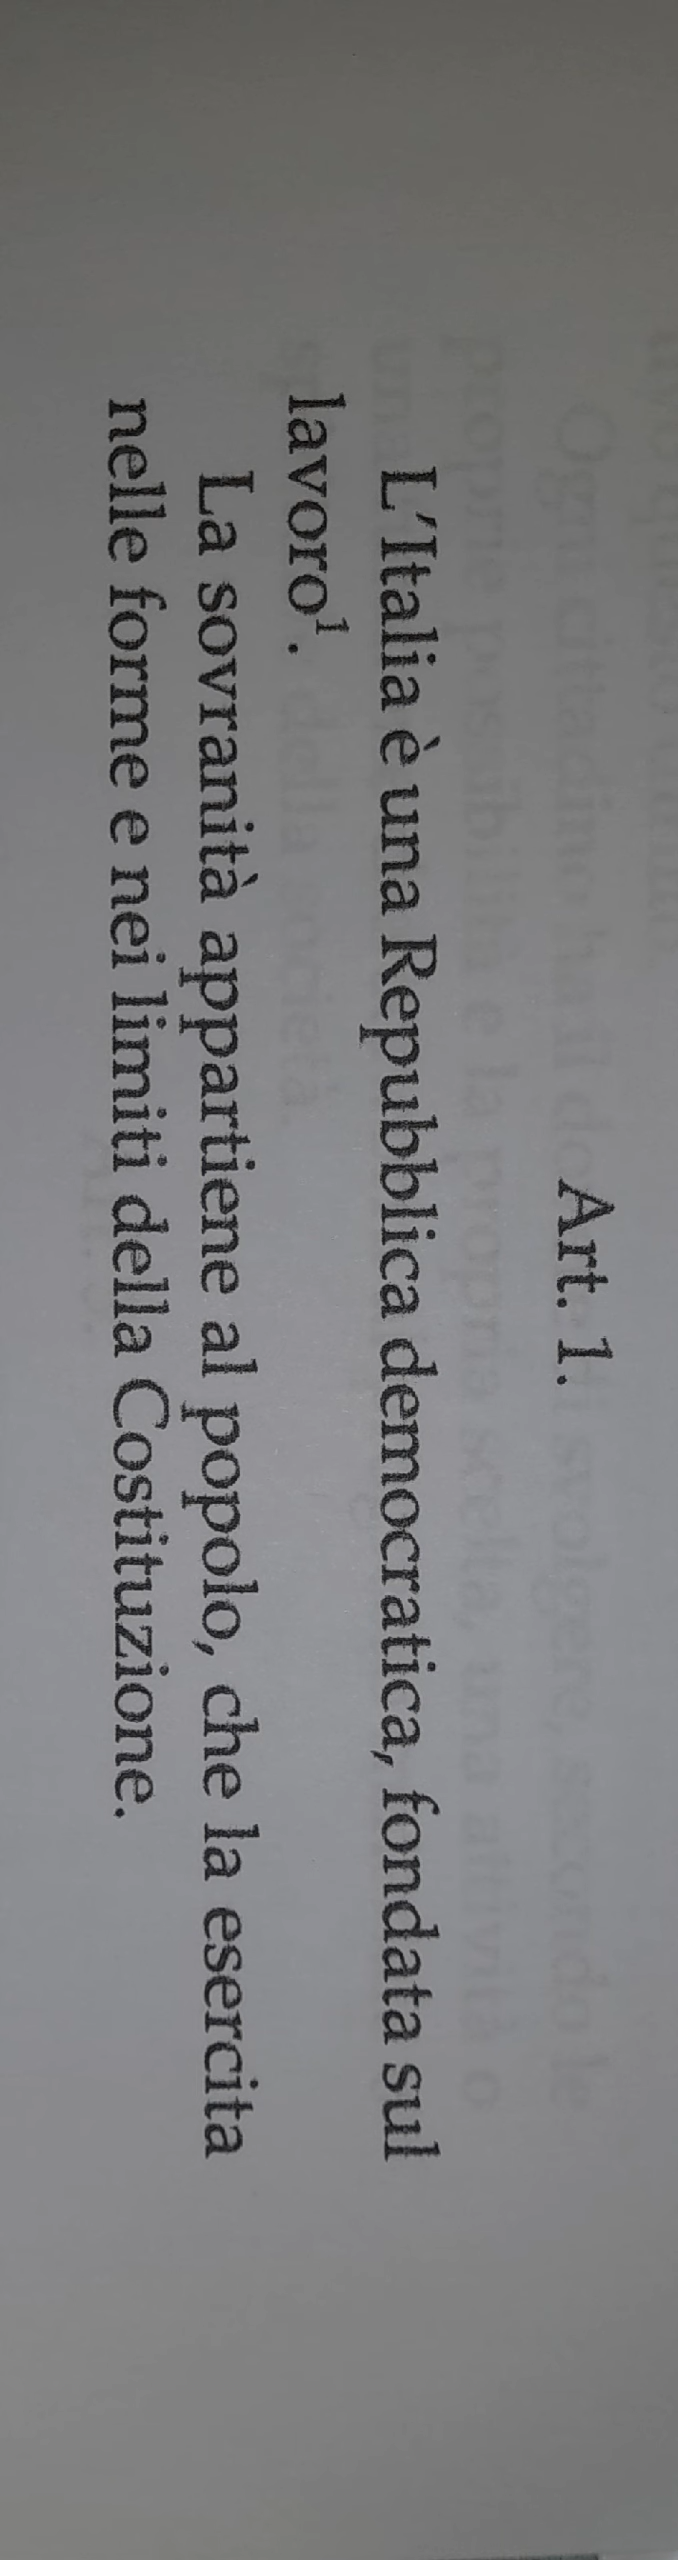 Art. 1.
L'Italia è una Repubblica democratica, fondata sul
lavoro¹.
La sovranità appartiene al popolo, che la esercita
nelle forme e nei limiti della Costituzione.